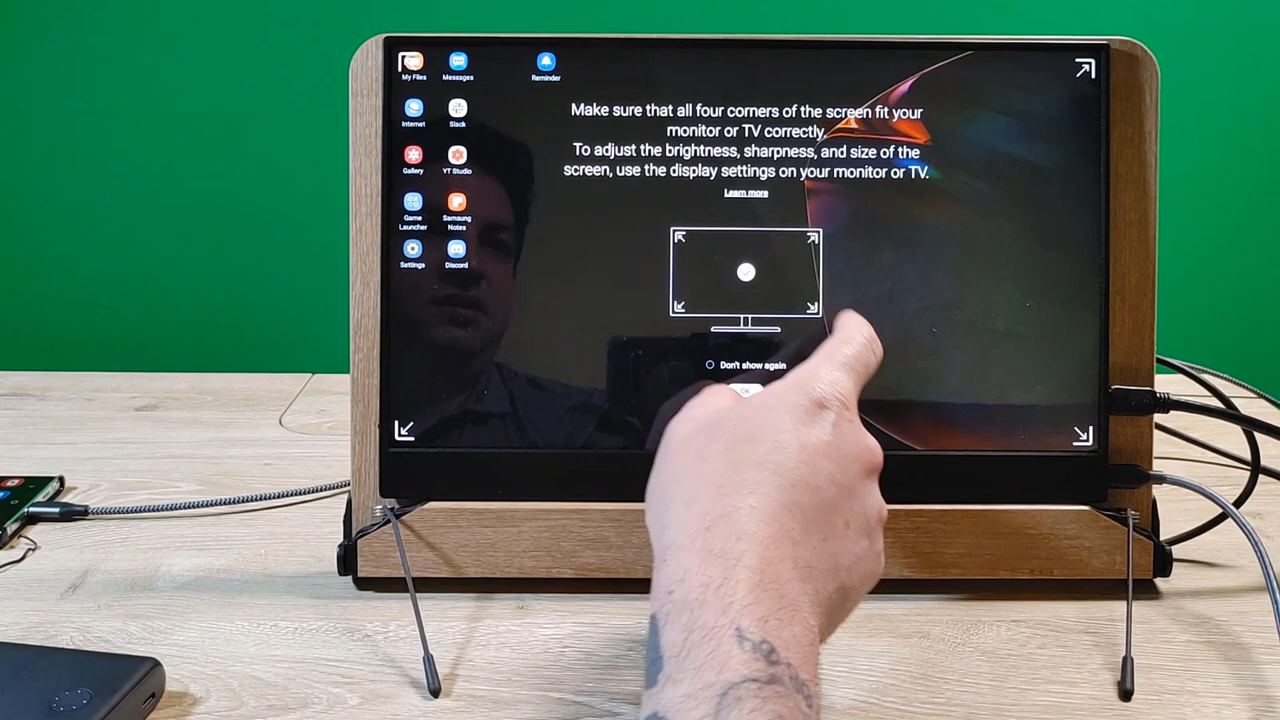 My Files
Messages
Reminder
Internet
Slack
Gallery
YT Studio
Game
Launcher
Samsung
Notes
Settings
Discord
Make sure that all four corners of the screen fit your
monitor or TV correctly.
To adjust the brightness, sharpness, and size of the
screen, use the display settings on your monitor or TV.
Learn more
Don't show again
OK